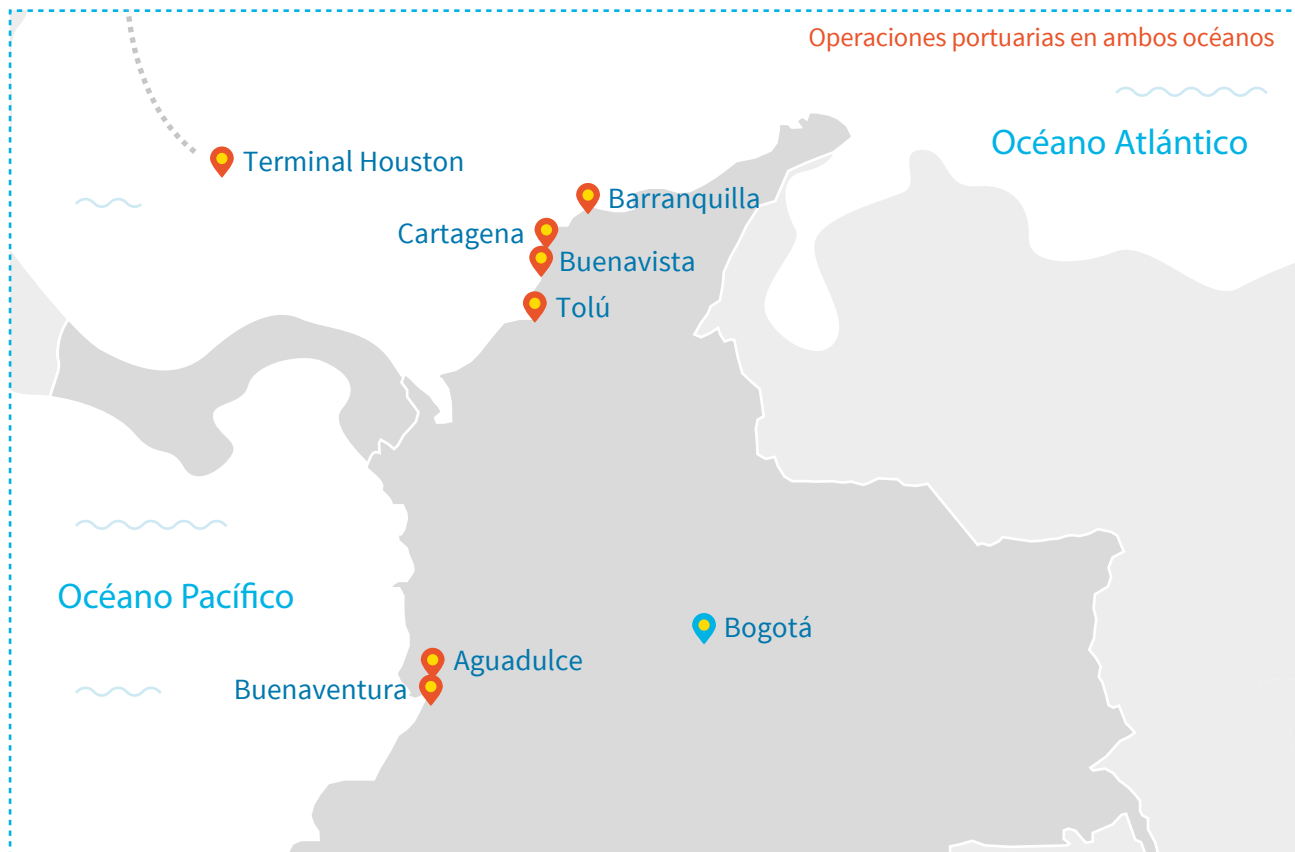 Operaciones portuarias en ambos océanos
Océano Atlántico
Terminal Houston
Barranquilla
Cartagena
Buenavista
Tolú
Océano Pacífico
Bogotá
Aguadulce
Buenaventura